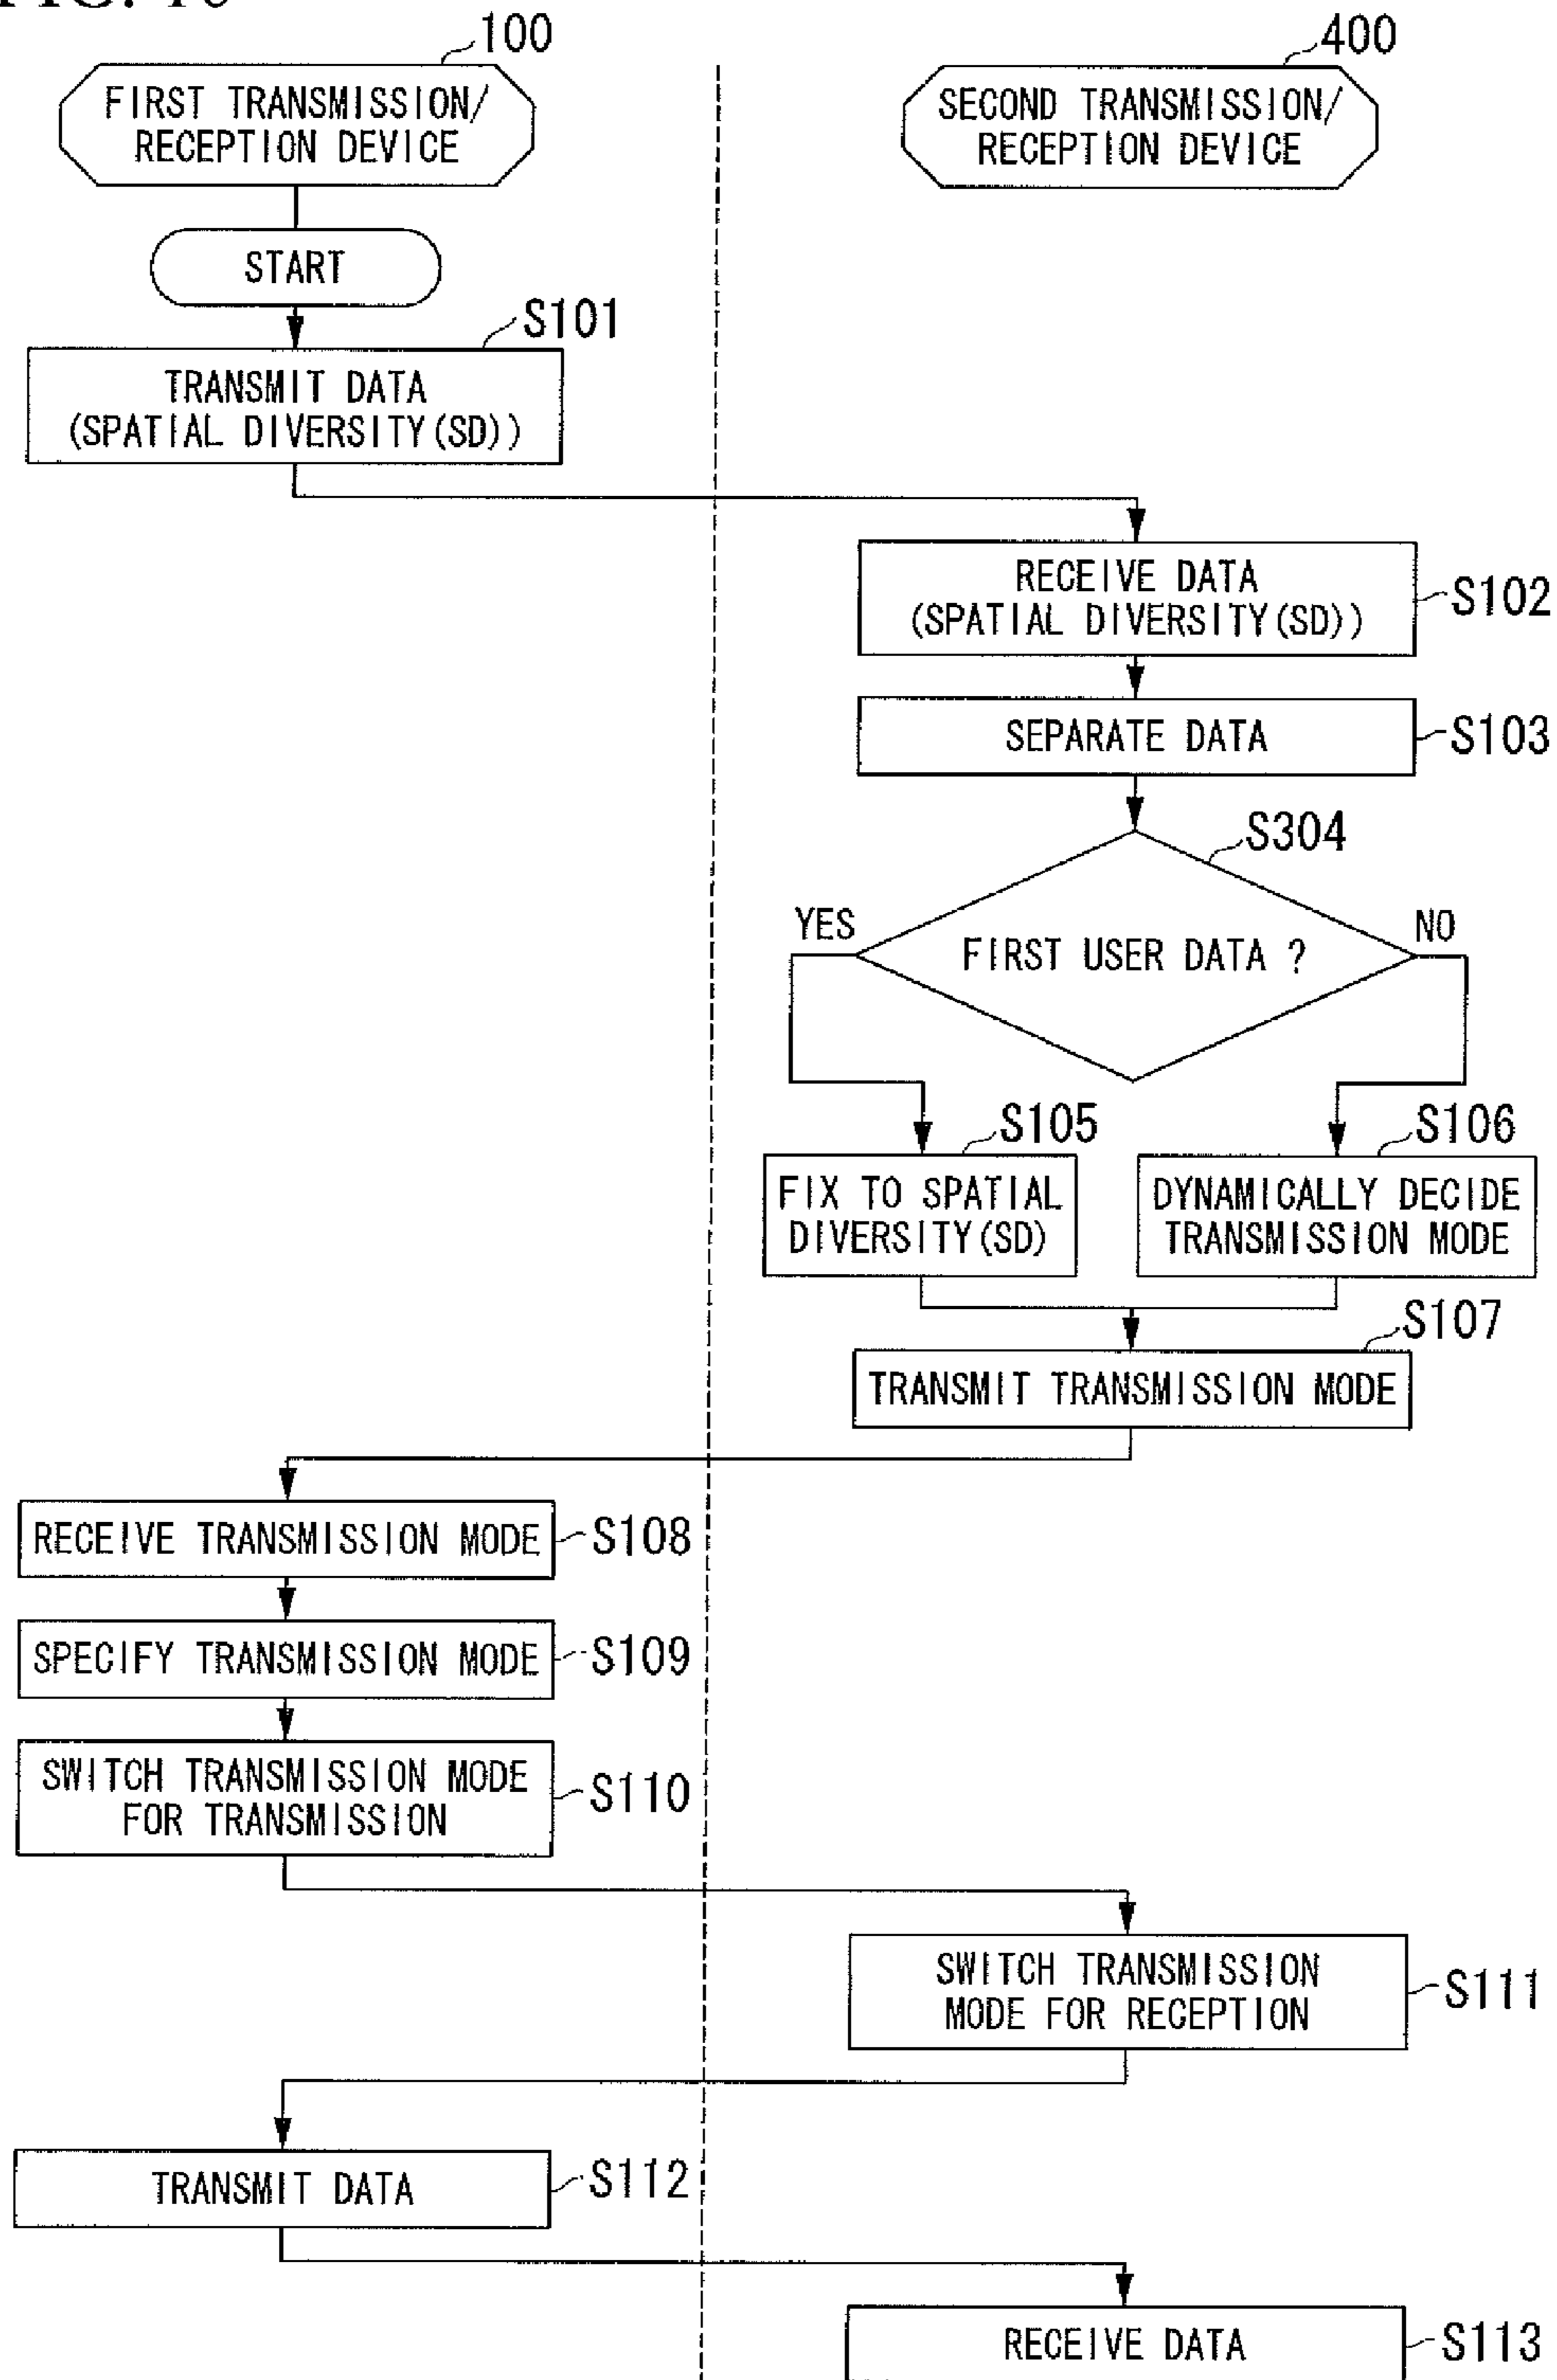 100
FIRST TRANSMISSION/
RECEPTION DEVICE
400
SECOND TRANSMISSION/
RECEPTION DEVICE
START
S101
TRANSMIT DATA
(SPATIAL DIVERSITY(SD))
RECEIVE DATA
(SPATIAL DIVERSITY(SD))
S102
SEPARATE DATA
S103
S304
YES
FIRST USER DATA ?
NO
S105
FIX TO SPATIAL
DIVERSITY(SD)
S106
DYNAMICALLY DECIDE
TRANSMISSION MODE
S107
TRANSMIT TRANSMISSION MODE
RECEIVE TRANSMISSION MODE
S108
SPECIFY TRANSMISSION MODE
S109
SWITCH TRANSMISSION MODE
FOR TRANSMISSION
S110
SWITCH TRANSMISSION
MODE FOR RECEPTION
S111
TRANSMIT DATA
S112
RECEIVE DATA
S113